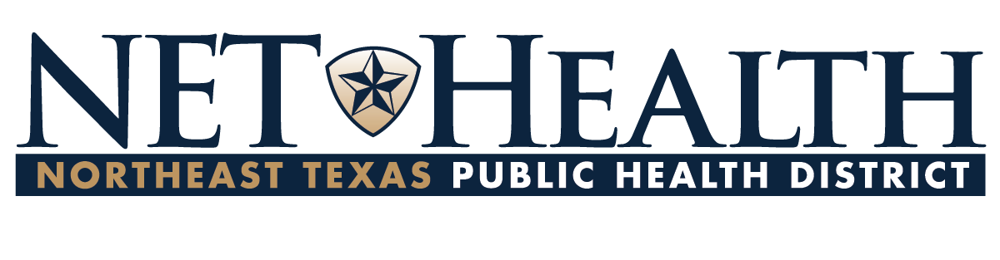 NET HEALTH
NORTHEAST TEXAS PUBLIC HEALTH DISTRICT